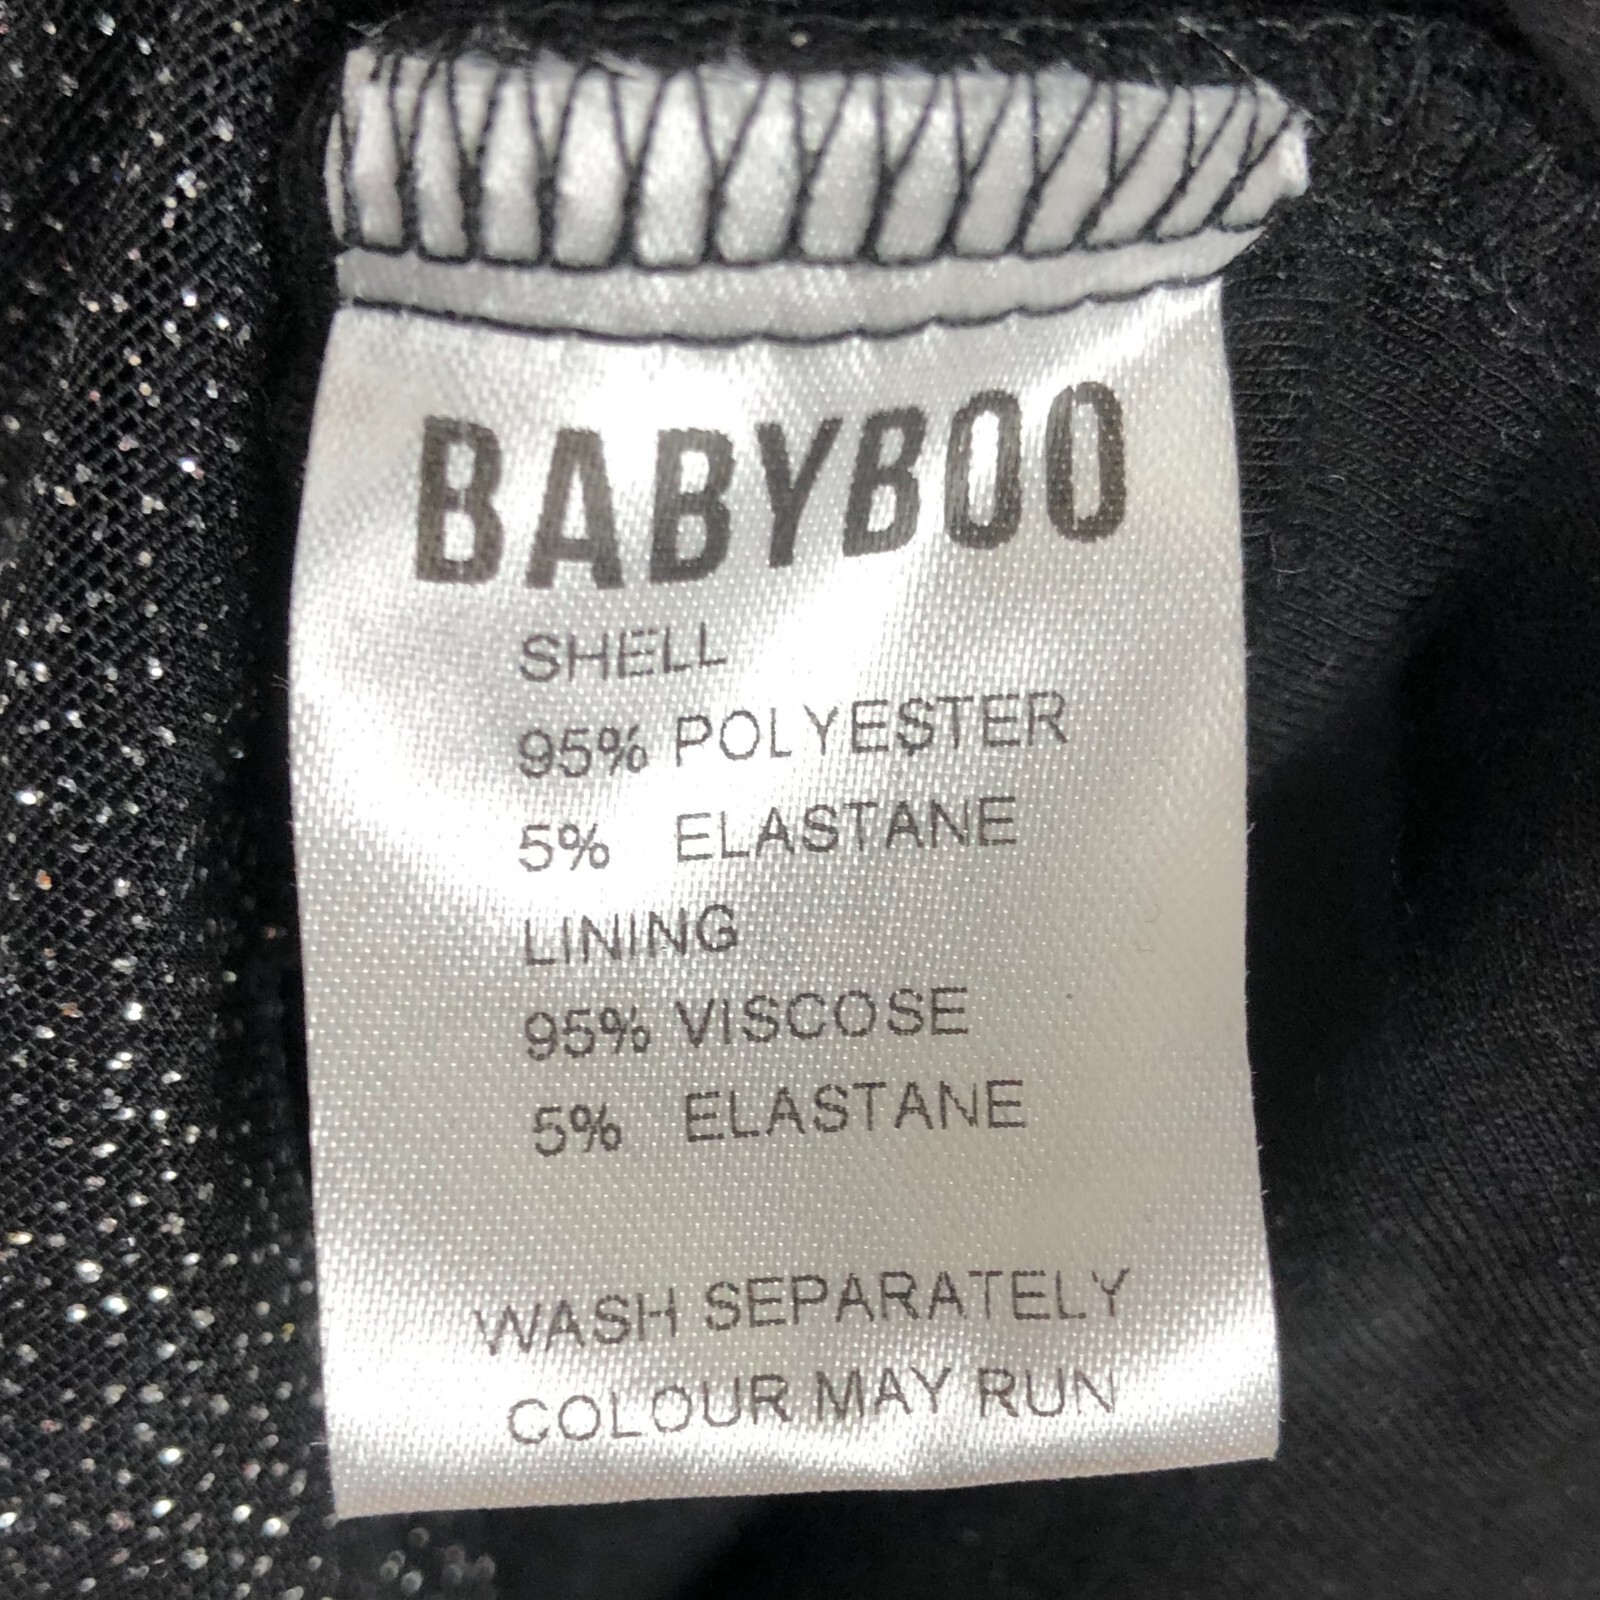 BABYBOO
SHELL
95% POLYESTER
5% ELASTANE
LINING
95% VISCOSE
5% ELASTANE
WASH SEPARATELY
COLOUR MAY RUN